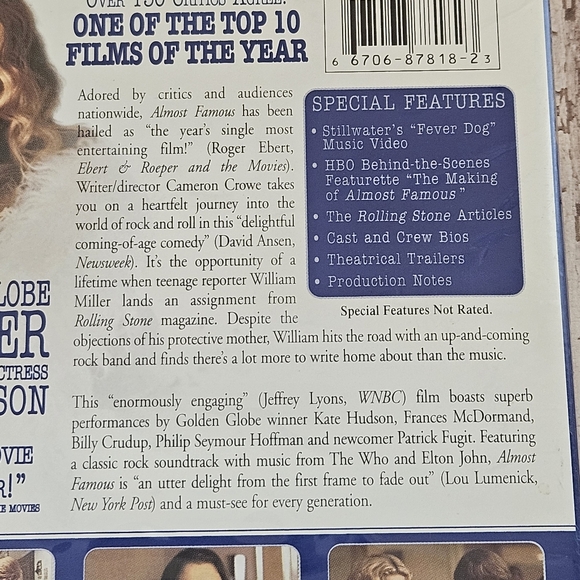 OVER 150 CRITICS AGREE:
ONE OF THE TOP 10
FILMS OF THE YEAR
6 6706-87818-2 3
Adored by critics and audiences
nationwide, Almost Famous has been
hailed as “the year’s single most
entertaining film!” (Roger Ebert,
Ebert & Roeper and the Movies).
Writer/director Cameron Crowe takes
you on a heartfelt journey into the
world of rock and roll in this “delightful
coming-of-age comedy” (David Ansen,
Newsweek). It’s the opportunity of a
lifetime when teenage reporter William
Miller lands an assignment from
Rolling Stone magazine. Despite the
objections of his protective mother, William hits the road with an up-and-coming
rock band and finds there’s a lot more to write home about than the music.
SPECIAL FEATURES
• Stillwater’s “Fever Dog”
Music Video
• HBO Behind-the-Scenes
Featurette “The Making
of Almost Famous”
• The Rolling Stone Articles
• Cast and Crew Bios
• Theatrical Trailers
• Production Notes
Special Features Not Rated.
This “enormously engaging” (Jeffrey Lyons, WNBC) film boasts superb
performances by Golden Globe winner Kate Hudson, Frances McDormand,
Billy Crudup, Philip Seymour Hoffman and newcomer Patrick Fugit. Featuring
a classic rock soundtrack with music from The Who and Elton John, Almost
Famous is “an utter delight from the first frame to fade out” (Lou Lumenick,
New York Post) and a must-see for every generation.
LOBE
ER
CTRESS
SON
OVIE
R!”
E MOVIES